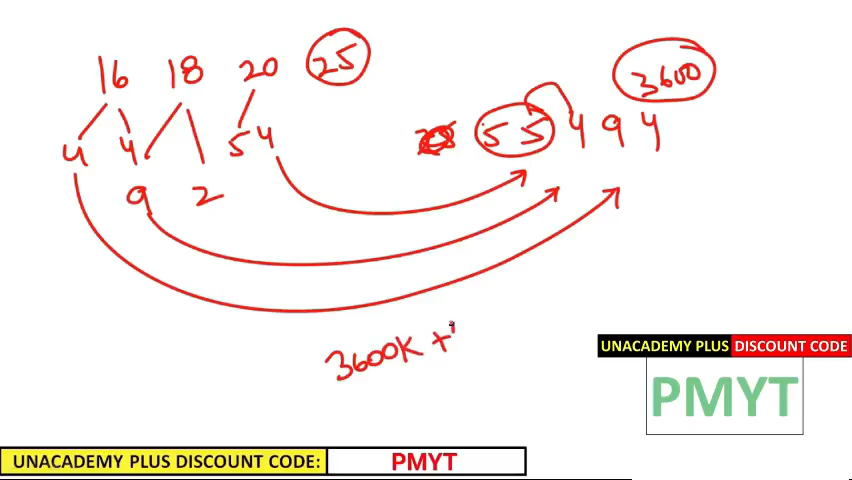 16 18 20 25
3600
4 4 5 4
5 5 4 9 4
9 2
3600K +
UNACADEMY PLUS DISCOUNT CODE
PMYT
UNACADEMY PLUS DISCOUNT CODE: PMYT